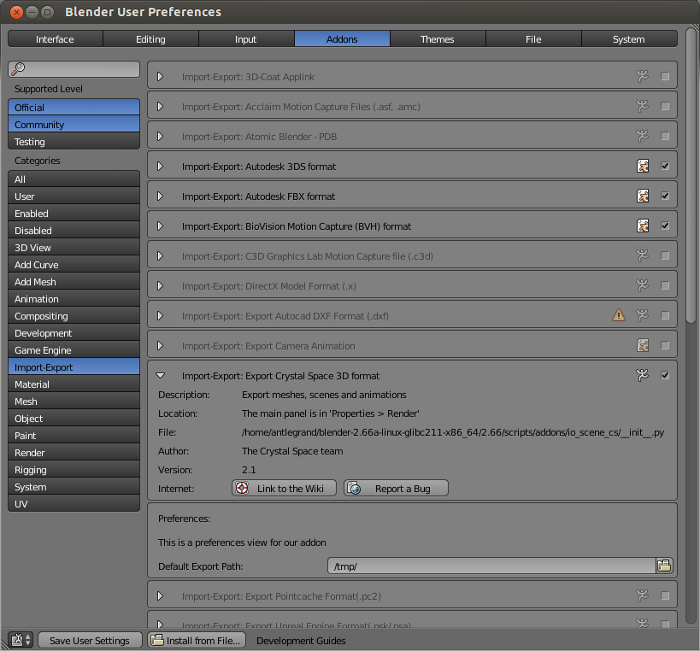 Blender User Preferences
Interface Editing Input Addons Themes File System
Supported Level
Official
Community
Testing
Categories
All
User
Enabled
Disabled
3D View
Add Curve
Add Mesh
Animation
Compositing
Development
Game Engine
Import-Export
Material
Mesh
Object
Paint
Render
Rigging
System
UV
Import-Export: 3D-Coat Applink
Import-Export: Acclaim Motion Capture Files (.asf, .amc)
Import-Export: Atomic Blender - PDB
Import-Export: Autodesk 3DS format
Import-Export: Autodesk FBX format
Import-Export: BioVision Motion Capture (BVH) format
Import-Export: C3D Graphics Lab Motion Capture file (.c3d)
Import-Export: DirectX Model Format (.x)
Import-Export: Export Autocad DXF Format (.dxf)
Import-Export: Export Camera Animation
Import-Export: Export Crystal Space 3D format
Description: Export meshes, scenes and animations
Location: The main panel is in 'Properties > Render'
File: /home/antlegrand/blender-2.66a-linux-glibc211-x86_64/2.66/scripts/addons/io_scene_cs/__init__.py
Author: The Crystal Space team
Version: 2.1
Internet: Link to the Wiki Report a Bug
Preferences:
This is a preferences view for our addon
Default Export Path: /tmp/
Import-Export: Export Pointcache Format(.pc2)
Import-Export: Export Unreal Engine Format(.psk/.psa)
Save User Settings Install from File... Development Guides